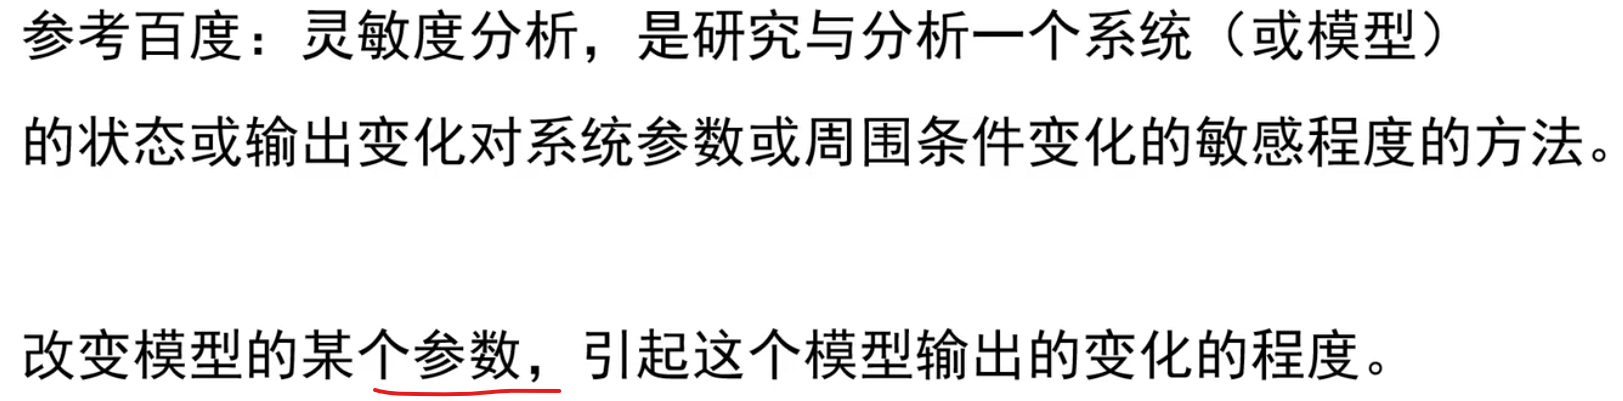 参考百度：灵敏度分析，是研究与分析一个系统（或模型）
的状态或输出变化对系统参数或周围条件变化的敏感程度的方法。
改变模型的某个参数，引起这个模型输出的变化的程度。